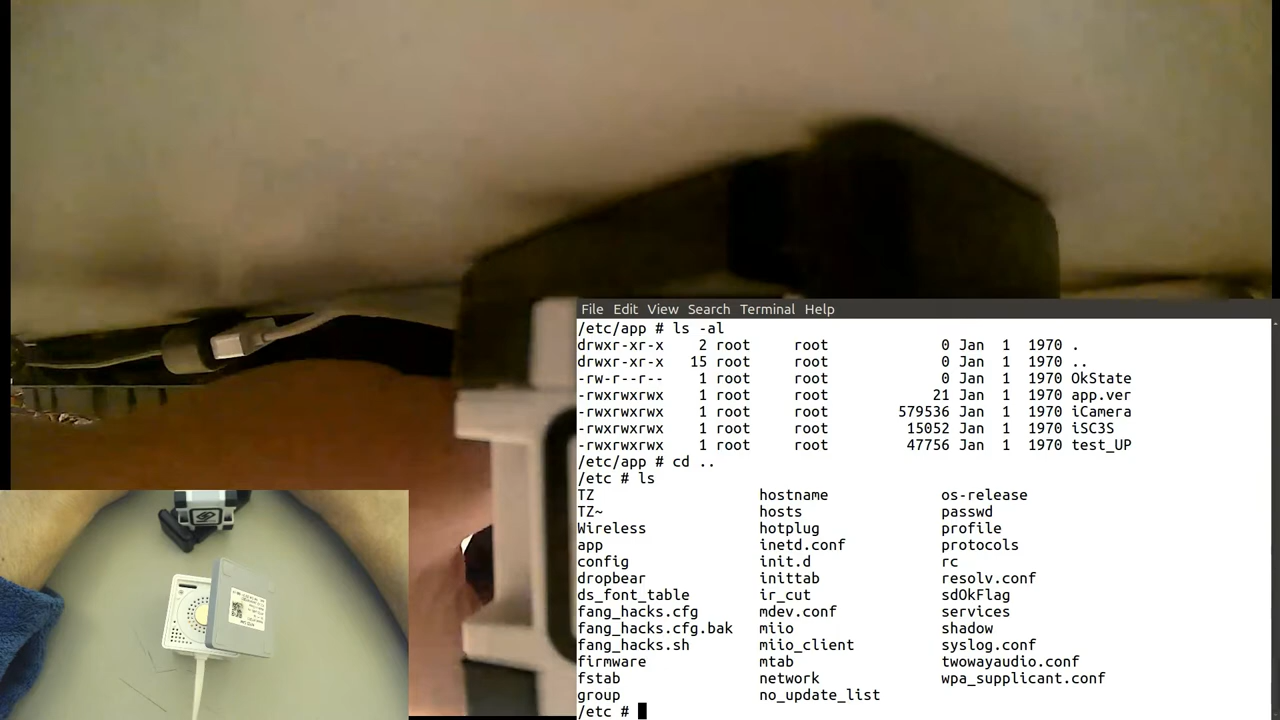 File Edit View Search Terminal Help
/etc/app # ls -al
drwxr-xr-x 2 root root 0 Jan 1 1970 .
drwxr-xr-x 15 root root 0 Jan 1 1970 ..
-rw-r--r-- 1 root root 0 Jan 1 1970 OkState
-rwxrwxrwx 1 root root 21 Jan 1 1970 app.ver
-rwxrwxrwx 1 root root 579536 Jan 1 1970 iCamera
-rwxrwxrwx 1 root root 15052 Jan 1 1970 iSC3S
-rwxrwxrwx 1 root root 47756 Jan 1 1970 test_UP
/etc/app # cd ..
/etc # ls
TZ hostname os-release
TZ~ hosts passwd
Wireless hotplug profile
app inetd.conf protocols
config init.d rc
dropbear inittab resolv.conf
ds_font_table ir_cut sdOkFlag
fang_hacks.cfg mdev.conf services
fang_hacks.cfg.bak miio shadow
fang_hacks.sh miio_client syslog.conf
firmware mtab twowayaudio.conf
fstab network wpa_supplicant.conf
group no_update_list
/etc #